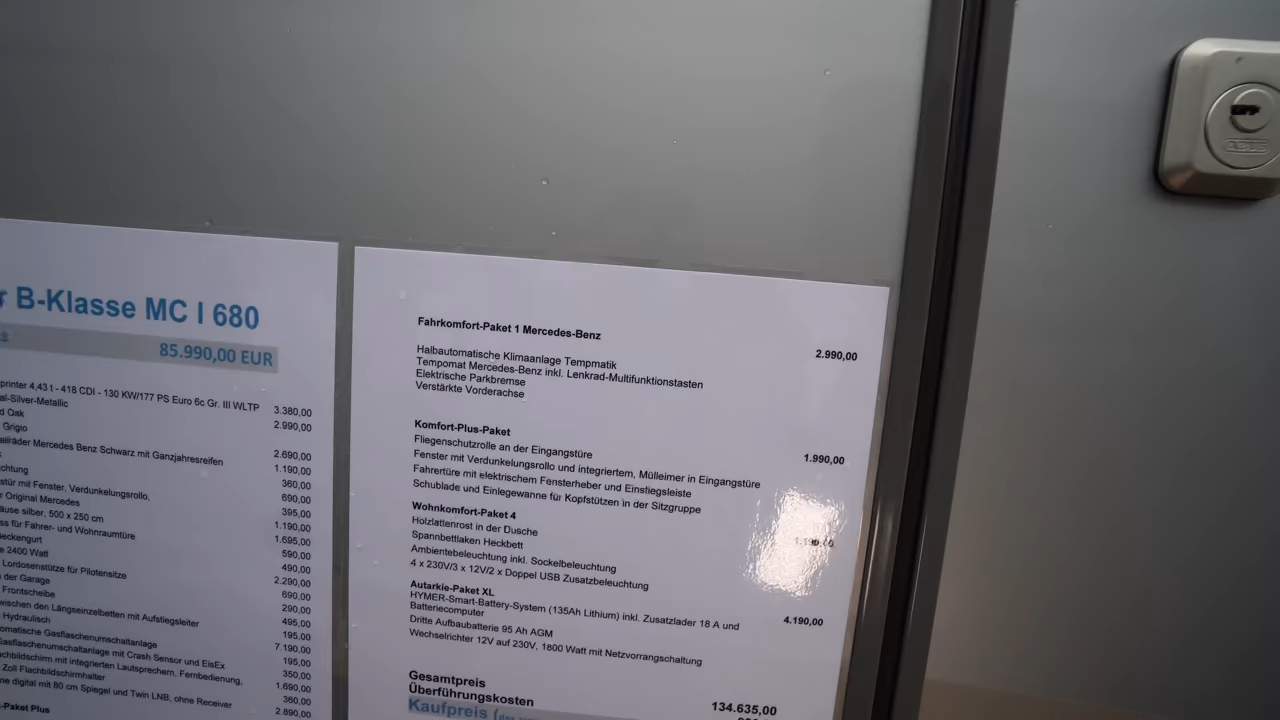 B-Klasse MC I 680
85.990,00 EUR
printer 4,43 t - 418 CDI - 130 KW/177 PS Euro 6c Gr. III WLTP 3.380,00
al-Silver-Metallic 2.990,00
d Oak
Grigio
allräder Mercedes Benz Schwarz mit Ganzjahresreifen 2.690,00
1.190,00
chtung 360,00
stür mit Fenster, Verdunkelungsrollo, 690,00
r Original Mercedes 395,00
äuse silber, 500 x 250 cm 1.190,00
ss für Fahrer- und Wohnraumtüre 1.695,00
Beckengurt 590,00
e 2400 Watt 490,00
Lordosenstütze für Pilotensitze 2.290,00
n der Garage 690,00
Frontscheibe 290,00
wischen den Längseinzelbetten mit Aufstiegsleiter 495,00
Hydraulisch 195,00
omatische Gasflaschenumschaltanlage 7.190,00
Gasflaschenumschaltanlage mit Crash Sensor und EisEx 195,00
achbildschirm mit integrierten Lautsprechern, Fernbedienung, 350,00
Zoll Flachbildschirmhalter 1.690,00
ne digital mit 80 cm Spiegel und Twin LNB, ohne Receiver 360,00
-Paket Plus 2.890,00
Fahrkomfort-Paket 1 Mercedes-Benz 2.990,00
Halbautomatische Klimaanlage Tempmatik
Tempomat Mercedes-Benz inkl. Lenkrad-Multifunktionstasten
Elektrische Parkbremse
Verstärkte Vorderachse
Komfort-Plus-Paket 1.990,00
Fliegenschutzrolle an der Eingangstüre
Fenster mit Verdunkelungsrollo und integriertem, Mülleimer in Eingangstüre
Fahrertüre mit elektrischem Fensterheber und Einstiegsleiste
Schublade und Einlegewanne für Kopfstützen in der Sitzgruppe
Wohnkomfort-Paket 4 1.190,00
Holzlattenrost in der Dusche
Spannbettlaken Heckbett
Ambientebeleuchtung inkl. Sockelbeleuchtung
4 x 230V/3 x 12V/2 x Doppel USB Zusatzbeleuchtung
Autarkie-Paket XL 4.190,00
HYMER-Smart-Battery-System (135Ah Lithium) inkl. Zusatzlader 18 A und
Batteriecomputer
Dritte Aufbaubatterie 95 Ah AGM
Wechselrichter 12V auf 230V, 1800 Watt mit Netzvorrangschaltung
Gesamtpreis 134.635,00
Überführungskosten
Kaufpreis
ABUS